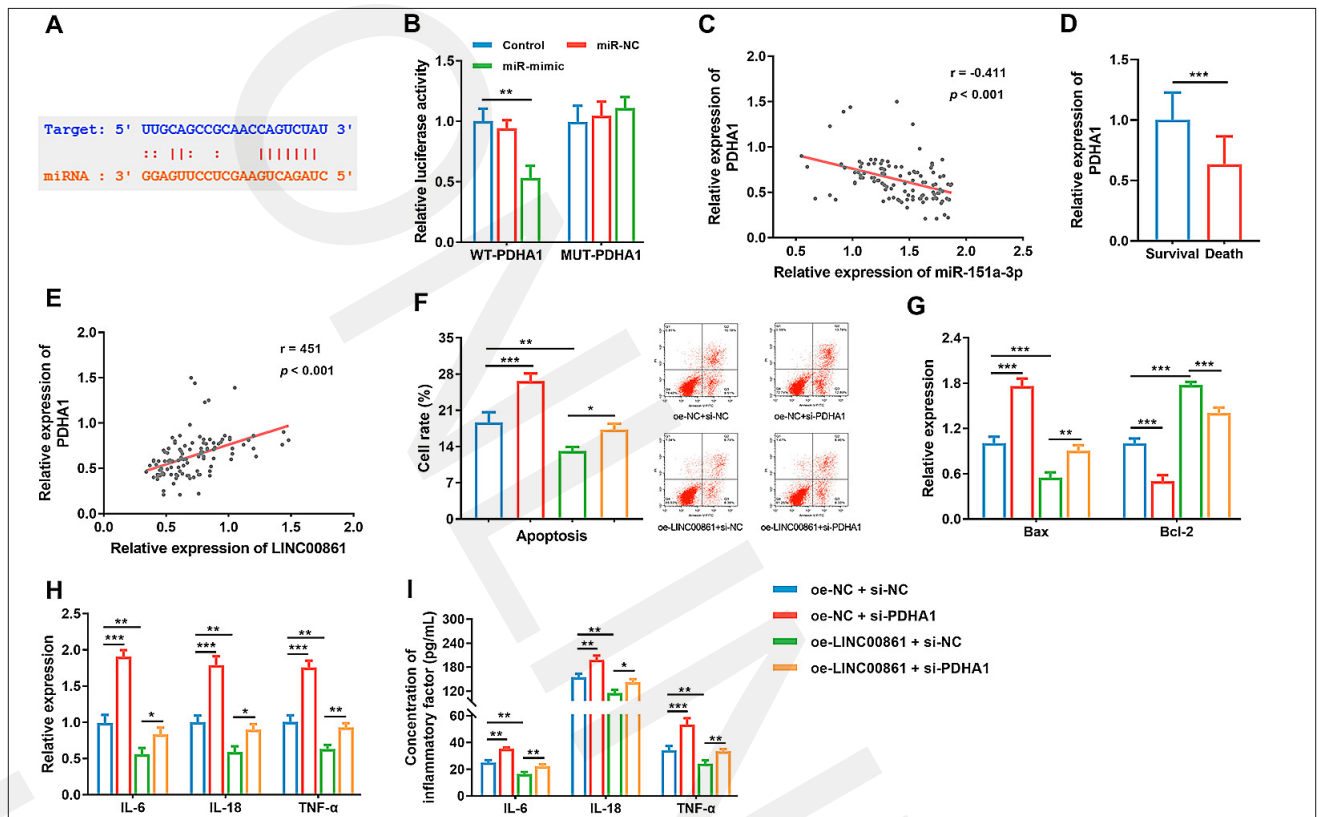 A
Target: 5' UUGCAGCCGCAACCAGUCUAU 3'
:: ||: : |||||||
miRNA : 3' GGAGUUCCUCGAAGUCAGAUC 5'
B
Control
miR-NC
miR-mimic
Relative luciferase activity
1.5
1.0
0.5
0.0
**
WT-PDHA1
MUT-PDHA1
C
Relative expression of
PDHA1
2.0
1.5
1.0
0.5
0.0
r = -0.411
p < 0.001
0.5 1.0 1.5 2.0 2.5
Relative expression of miR-151a-3p
D
Relative expression of
PDHA1
1.5
1.0
0.5
0.0
***
Survival Death
E
Relative expression of
PDHA1
2.0
1.5
1.0
0.5
0.0
r = 451
p < 0.001
0.0 0.5 1.0 1.5 2.0
Relative expression of LINC00861
F
Cell rate (%)
35
28
21
14
7
0
**
***
*
Apoptosis
oe-NC+si-NC
oe-NC+si-PDHA1
oe-LINC00861+si-NC
oe-LINC00861+si-PDHA1
G
Relative expression
2.4
1.8
1.2
0.6
0.0
***
***
**
***
***
***
Bax
Bcl-2
H
Relative expression
2.5
2.0
1.5
1.0
0.5
0.0
**
***
*
**
***
*
**
***
**
IL-6
IL-18
TNF-α
I
Concentration of
inflammatory factor (pg/mL)
300
240
180
120
60
40
20
0
**
**
**
**
**
*
**
***
**
IL-6
IL-18
TNF-α
oe-NC + si-NC
oe-NC + si-PDHA1
oe-LINC00861 + si-NC
oe-LINC00861 + si-PDHA1